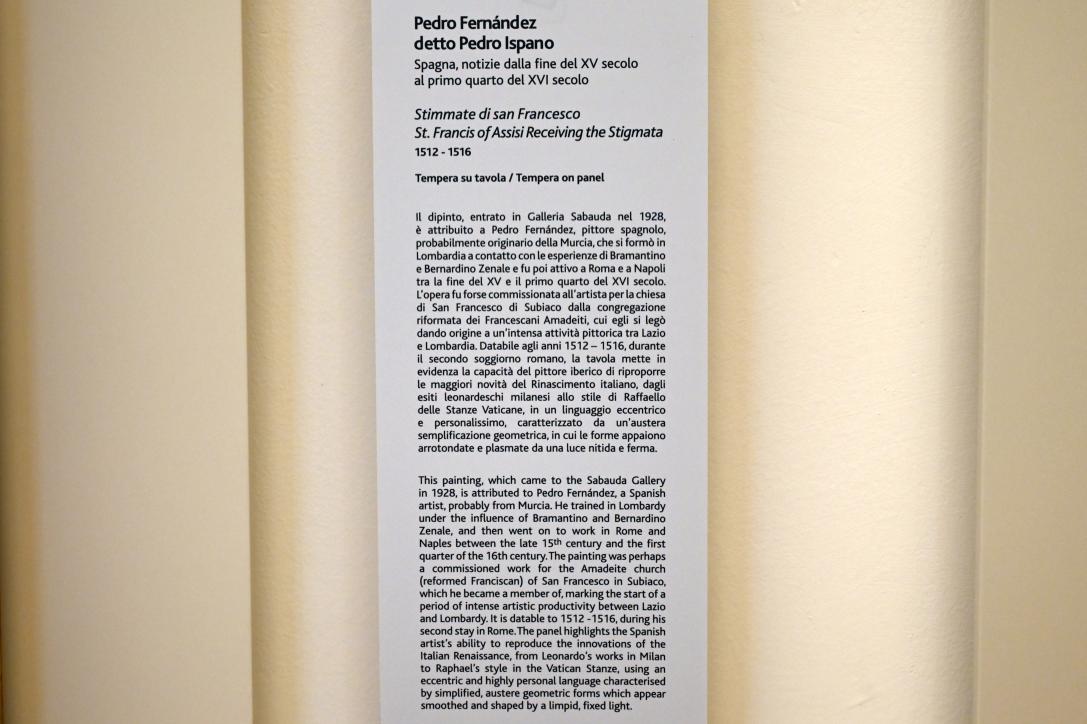 Pedro Fernández
detto Pedro Ispano
Spagna, notizie dalla fine del XV secolo
al primo quarto del XVI secolo
Stimmate di san Francesco
St. Francis of Assisi Receiving the Stigmata
1512 - 1516
Tempera su tavola / Tempera on panel
Il dipinto, entrato in Galleria Sabauda nel 1928,
è attribuito a Pedro Fernández, pittore spagnolo,
probabilmente originario della Murcia, che si formò in
Lombardia a contatto con le esperienze di Bramantino
e Bernardino Zenale e fu poi attivo a Roma e a Napoli
tra la fine del XV e il primo quarto del XVI secolo.
L'opera fu forse commissionata all'artista per la chiesa
di San Francesco di Subiaco dalla congregazione
riformata dei Francescani Amadeiti, cui egli si legò
dando origine a un'intensa attività pittorica tra Lazio
e Lombardia. Databile agli anni 1512 – 1516, durante
il secondo soggiorno romano, la tavola mette in
evidenza la capacità del pittore iberico di riproporre
le maggiori novità del Rinascimento italiano, dagli
esiti leonardeschi milanesi allo stile di Raffaello
delle Stanze Vaticane, in un linguaggio eccentrico
e personalissimo, caratterizzato da un'austera
semplificazione geometrica, in cui le forme appaiono
arrotondate e plasmate da una luce nitida e ferma.
This painting, which came to the Sabauda Gallery
in 1928, is attributed to Pedro Fernández, a Spanish
artist, probably from Murcia. He trained in Lombardy
under the influence of Bramantino and Bernardino
Zenale, and then went on to work in Rome and
Naples between the late 15th century and the first
quarter of the 16th century. The painting was perhaps
a commissioned work for the Amadeite church
(reformed Franciscan) of San Francesco in Subiaco,
which he became a member of, marking the start of a
period of intense artistic productivity between Lazio
and Lombardy. It is datable to 1512 -1516, during his
second stay in Rome. The panel highlights the Spanish
artist's ability to reproduce the innovations of the
Italian Renaissance, from Leonardo's works in Milan
to Raphael's style in the Vatican Stanze, using an
eccentric and highly personal language characterised
by simplified, austere geometric forms which appear
smoothed and shaped by a limpid, fixed light.